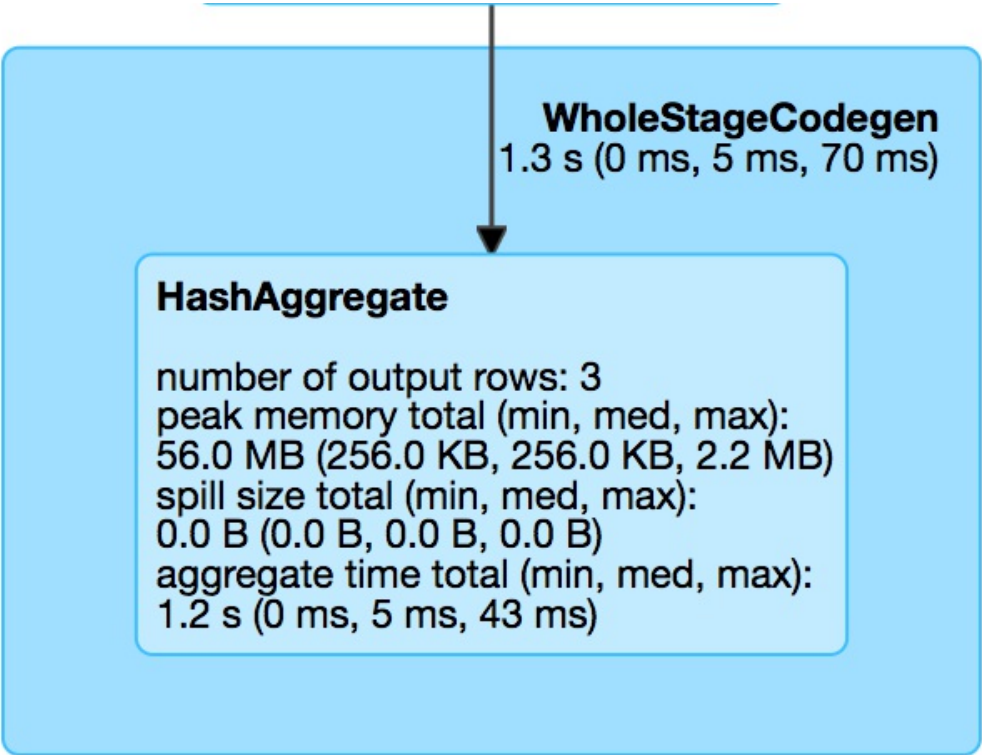 WholeStageCodegen
1.3 s (0 ms, 5 ms, 70 ms)
HashAggregate
number of output rows: 3
peak memory total (min, med, max):
56.0 MB (256.0 KB, 256.0 KB, 2.2 MB)
spill size total (min, med, max):
0.0 B (0.0 B, 0.0 B, 0.0 B)
aggregate time total (min, med, max):
1.2 s (0 ms, 5 ms, 43 ms)